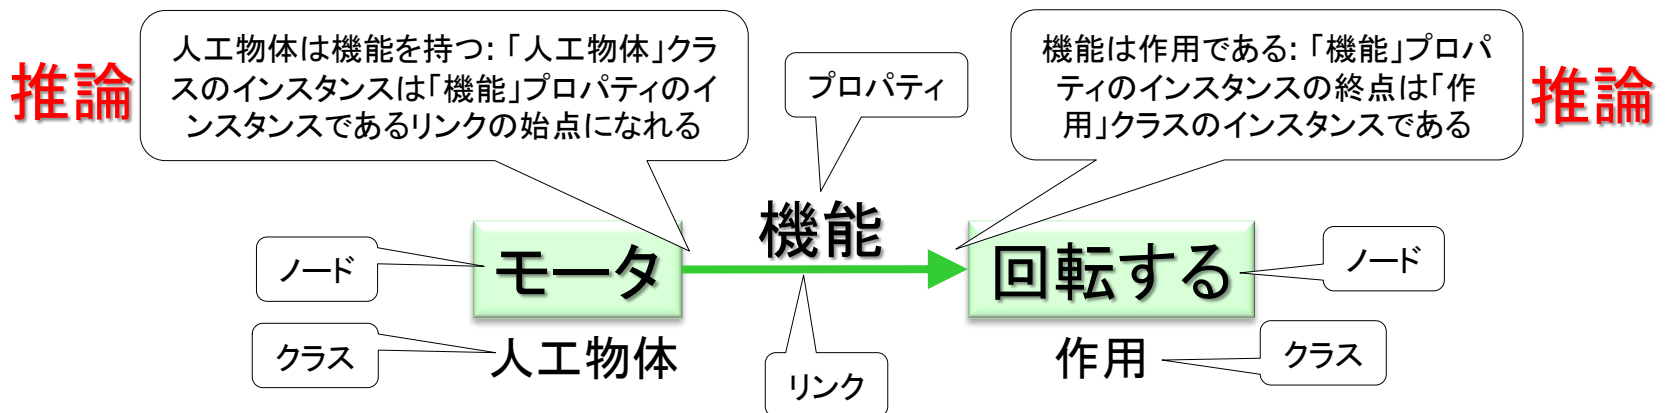 推論
人工物体は機能を持つ:「人工物体」クラ
スのインスタンスは「機能」プロパティのイ
ンスタンスであるリンクの始点になれる
プロパティ
機能は作用である:「機能」プロパ
ティのインスタンスの終点は「作
用」クラスのインスタンスである
推論
機能
ノード
モータ
回転する
ノード
クラス
人工物体
リンク
作用
クラス